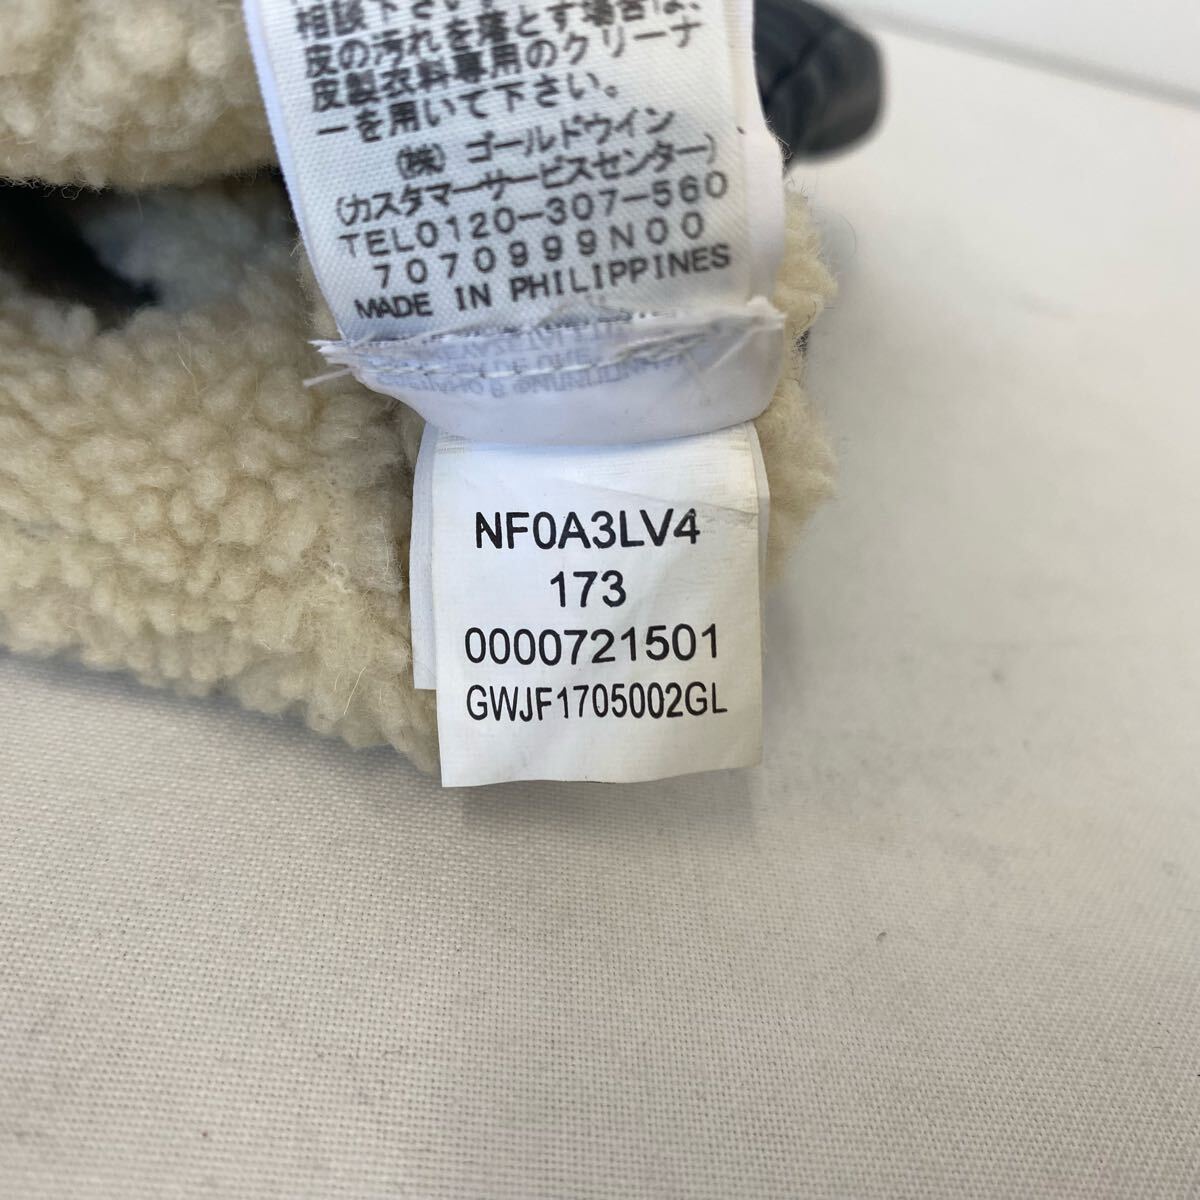 相談下さい。
皮の汚れを落とす場合は、
皮製衣料専用のクリーナ
ーを用いて下さい。
(株) ゴールドウイン
(カスタマーサービスセンター)
TEL0120-307-560
7070999N00
MADE IN PHILIPPINES
NF0A3LV4
173
0000721501
GWJF1705002GL